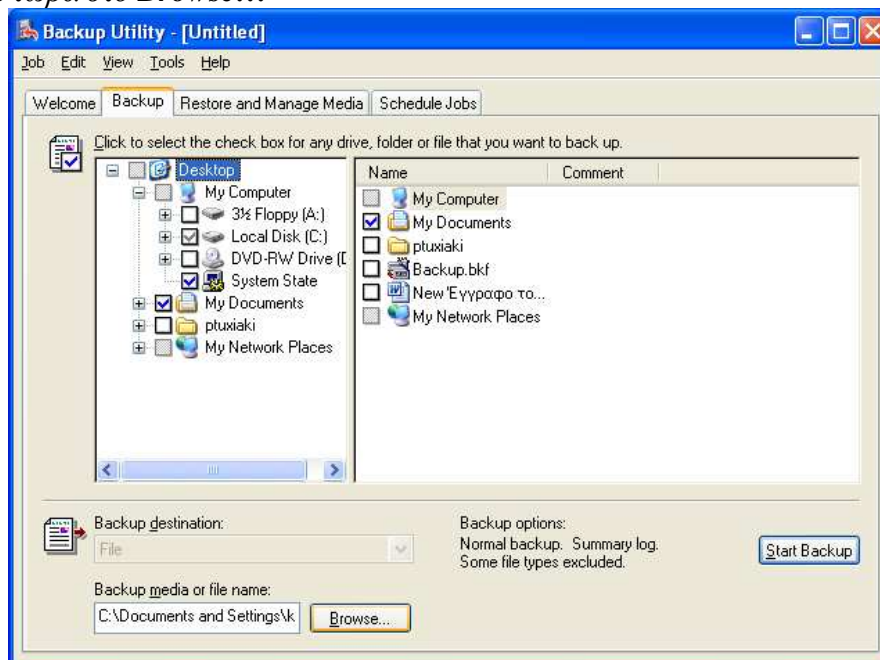 Browse...
Backup Utility - [Untitled]
Job Edit View Tools Help
Welcome Backup Restore and Manage Media Schedule Jobs
Click to select the check box for any drive, folder or file that you want to back up.
Desktop
My Computer
3½ Floppy (A:)
Local Disk (C:)
DVD-RW Drive (D
System State
My Documents
ptuxiaki
My Network Places
Name Comment
My Computer
My Documents
ptuxiaki
Backup.bkf
New Έγγραφο το...
My Network Places
Backup destination:
File
Backup media or file name:
C:\Documents and Settings\k Browse...
Backup options:
Normal backup. Summary log.
Some file types excluded.
Start Backup